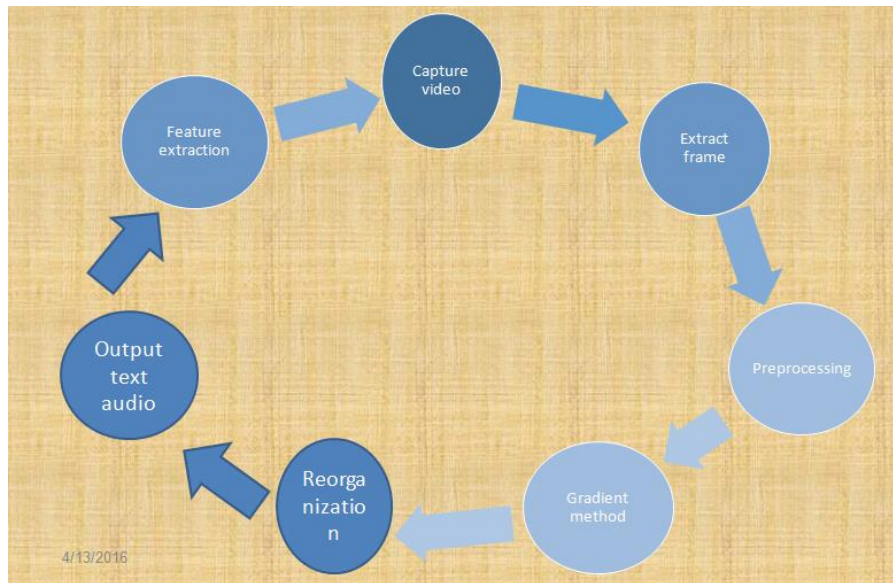 Capture
video
Extract
frame
Preprocessing
Gradient
method
Reorga
nizatio
n
Output
text
audio
Feature
extraction
4/13/2016